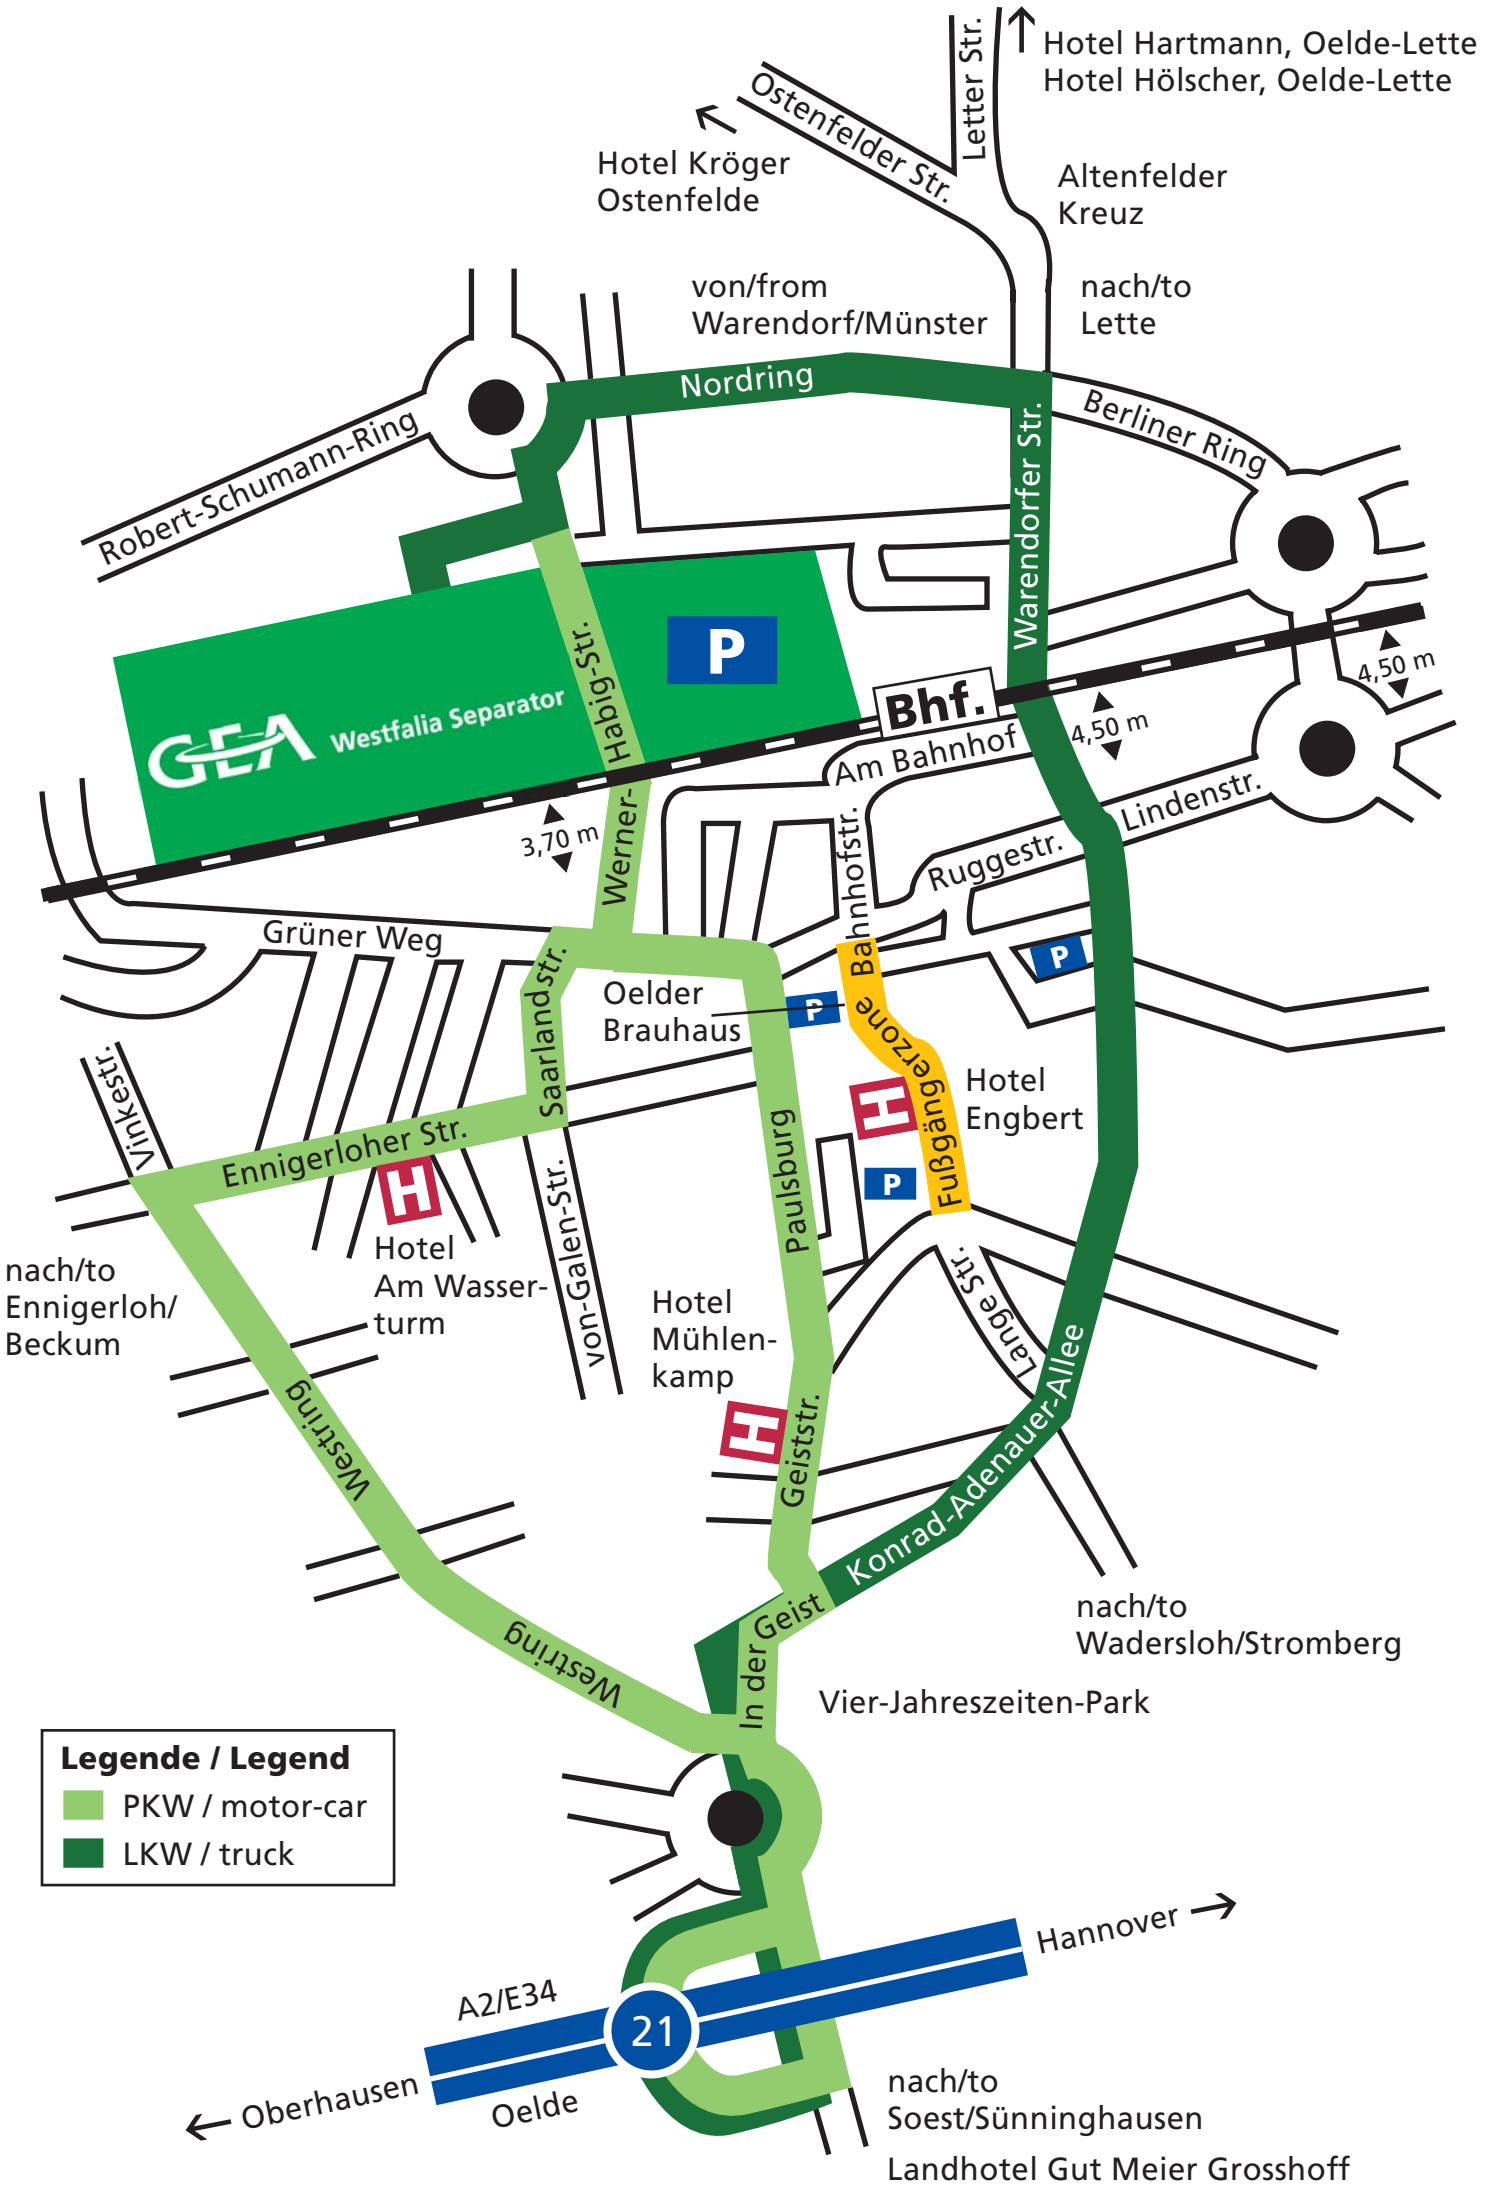 Letter Str.
Hotel Hartmann, Oelde-Lette
Hotel Hölscher, Oelde-Lette
Ostenfelder Str.
Hotel Kröger
Ostenfelde
Altenfelder
Kreuz
von/from
Warendorf/Münster
nach/to
Lette
Nordring
Berliner Ring
Robert-Schumann-Ring
Warendorfer Str.
P
Werner-Habig-Str.
GEA Westfalia Separator
Bhf.
4,50 m
4,50 m
Am Bahnhof
3,70 m
Lindenstr.
Ruggestr.
Bahnhofstr.
Grüner Weg
P
Saarlandstr.
Oelder
Brauhaus
P
Fußgängerzone
Vinkestr.
Hotel
Engbert
H
Ennigerloher Str.
Paulsburg
P
H
Hotel
Am Wasser-
turm
von-Galen-Str.
nach/to
Ennigerloh/
Beckum
Lange Str.
Hotel
Mühlen-
kamp
H
Geiststr.
Westring
Konrad-Adenauer-Allee
Westring
In der Geist
nach/to
Wadersloh/Stromberg
Vier-Jahreszeiten-Park
Legende / Legend
PKW / motor-car
LKW / truck
Hannover
A2/E34
21
Oberhausen
Oelde
nach/to
Soest/Sünninghausen
Landhotel Gut Meier Grosshoff